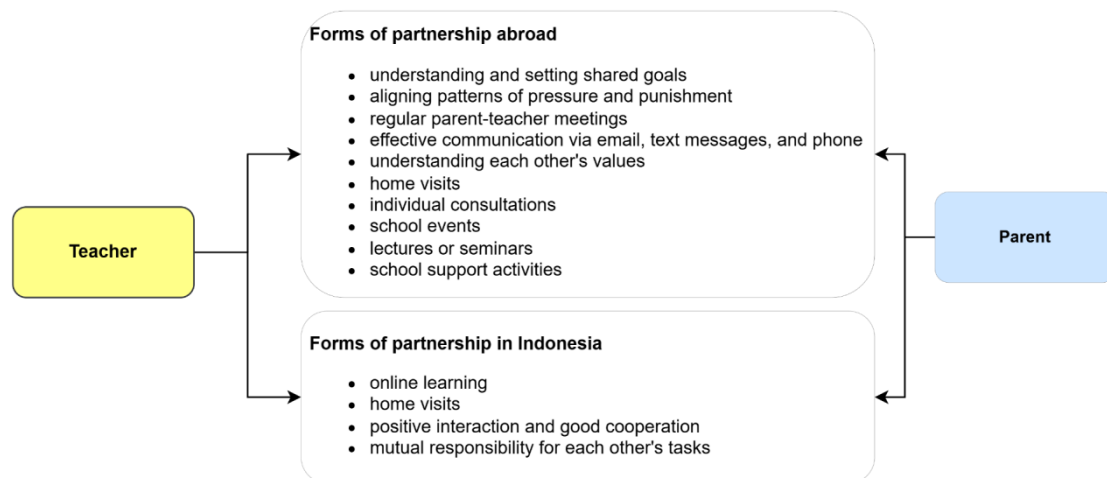 Forms of partnership abroad
• understanding and setting shared goals
• aligning patterns of pressure and punishment
• regular parent-teacher meetings
• effective communication via email, text messages, and phone
• understanding each other's values
• home visits
• individual consultations
• school events
• lectures or seminars
• school support activities
Teacher
Parent
Forms of partnership in Indonesia
• online learning
• home visits
• positive interaction and good cooperation
• mutual responsibility for each other's tasks